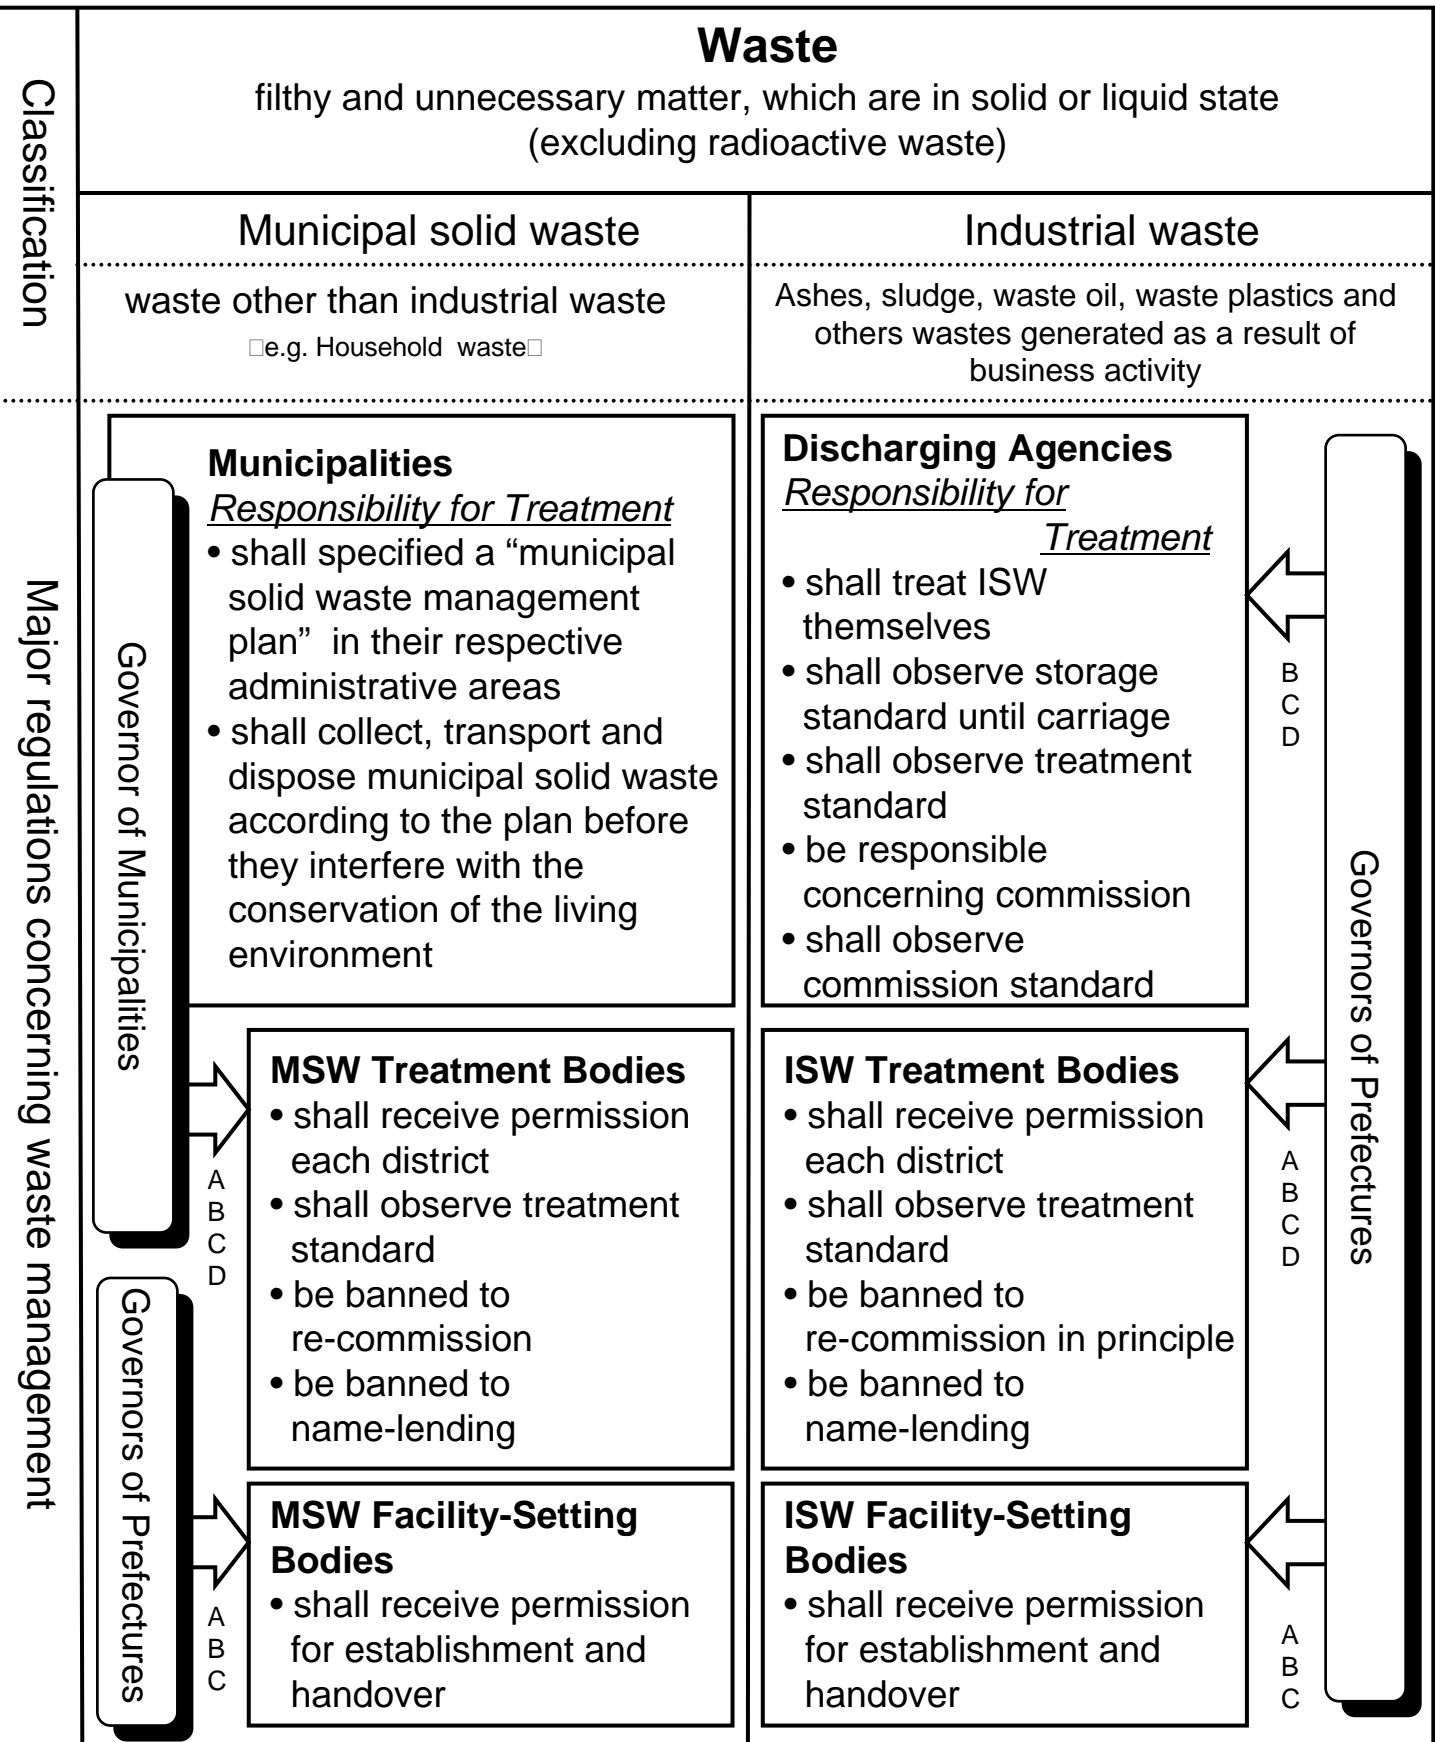 Classification
Waste
filthy and unnecessary matter, which are in solid or liquid state
(excluding radioactive waste)
Municipal solid waste
waste other than industrial waste
□e.g. Household waste□
Industrial waste
Ashes, sludge, waste oil, waste plastics and
others wastes generated as a result of
business activity
Major regulations concerning waste management
Governor of Municipalities
Municipalities
Responsibility for Treatment
• shall specified a “municipal
solid waste management
plan” in their respective
administrative areas
• shall collect, transport and
dispose municipal solid waste
according to the plan before
they interfere with the
conservation of the living
environment
A
B
C
D
MSW Treatment Bodies
• shall receive permission
each district
• shall observe treatment
standard
• be banned to
re-commission
• be banned to
name-lending
Governors of Prefectures
A
B
C
MSW Facility-Setting
Bodies
• shall receive permission
for establishment and
handover
Discharging Agencies
Responsibility for
Treatment
• shall treat ISW
themselves
• shall observe storage
standard until carriage
• shall observe treatment
standard
• be responsible
concerning commission
• shall observe
commission standard
B
C
D
ISW Treatment Bodies
• shall receive permission
each district
• shall observe treatment
standard
• be banned to
re-commission in principle
• be banned to
name-lending
A
B
C
D
ISW Facility-Setting
Bodies
• shall receive permission
for establishment and
handover
A
B
C
Governors of Prefectures